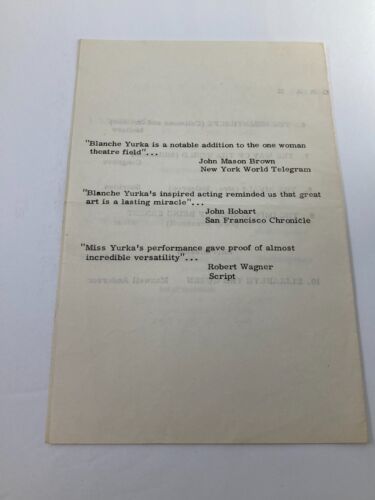 "Blanche Yurka is a notable addition to the one woman
theatre field"...
John Mason Brown
New York World Telegram
"Blanche Yurka's inspired acting reminded us that great
art is a lasting miracle"...
John Hobart
San Francisco Chronicle
"Miss Yurka's performance gave proof of almost
incredible versatility"...
Robert Wagner
Script